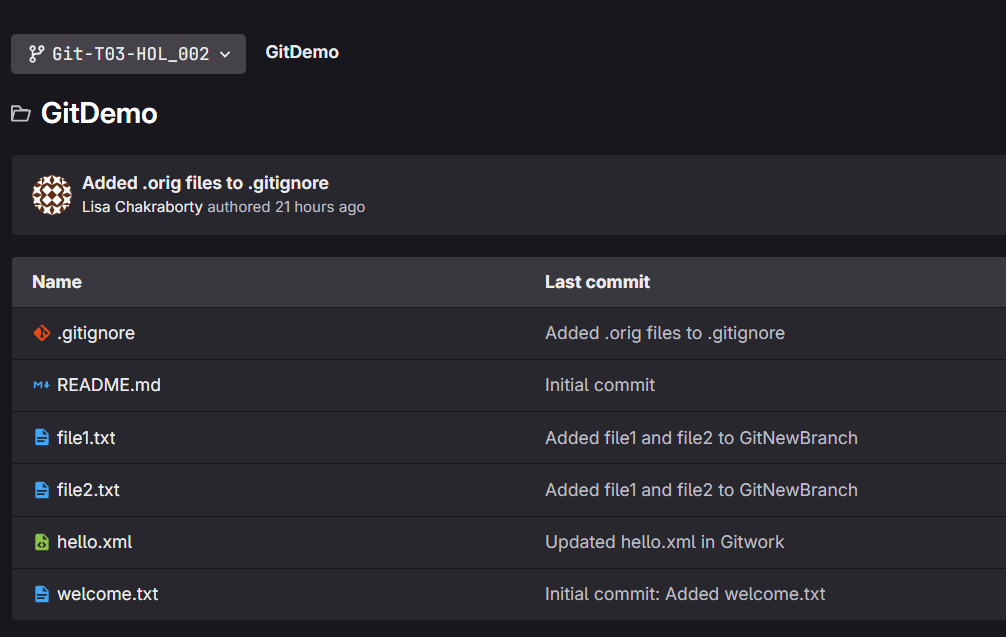 Git-T03-HOL_002 GitDemo
GitDemo
Added .orig files to .gitignore
Lisa Chakraborty authored 21 hours ago
Name Last commit
.gitignore Added .orig files to .gitignore
README.md Initial commit
file1.txt Added file1 and file2 to GitNewBranch
file2.txt Added file1 and file2 to GitNewBranch
hello.xml Updated hello.xml in Gitwork
welcome.txt Initial commit: Added welcome.txt